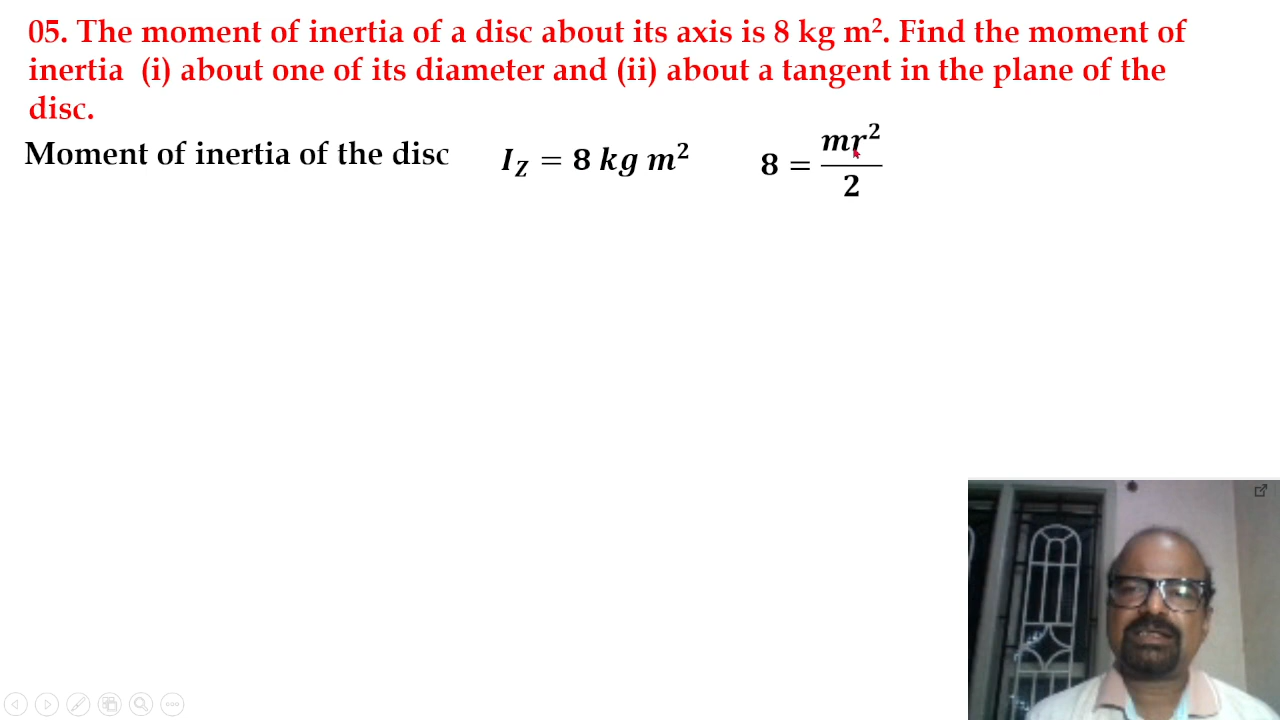 05. The moment of inertia of a disc about its axis is 8 kg m². Find the moment of
inertia (i) about one of its diameter and (ii) about a tangent in the plane of the
disc.
Moment of inertia of the disc I_Z = 8 kg m² 8 = mr²/2